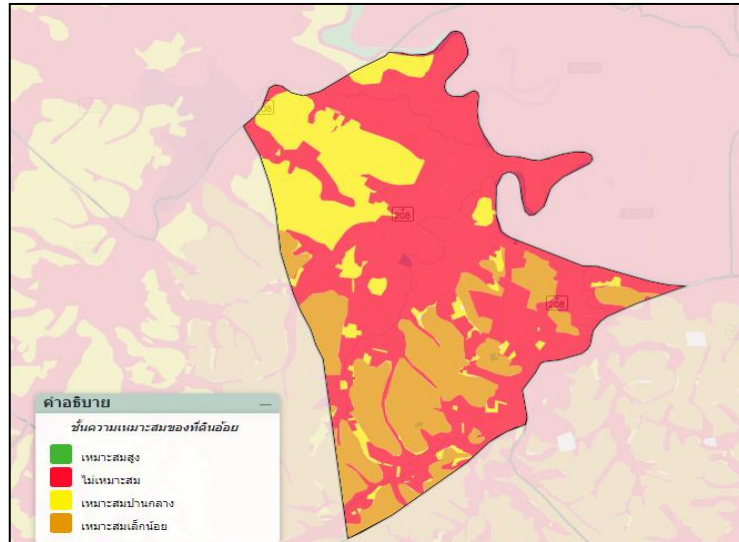 208
208
คำอธิบาย
ชั้นความเหมาะสมของที่ดินอ้อย
เหมาะสมสูง
ไม่เหมาะสม
เหมาะสมปานกลาง
เหมาะสมเล็กน้อย